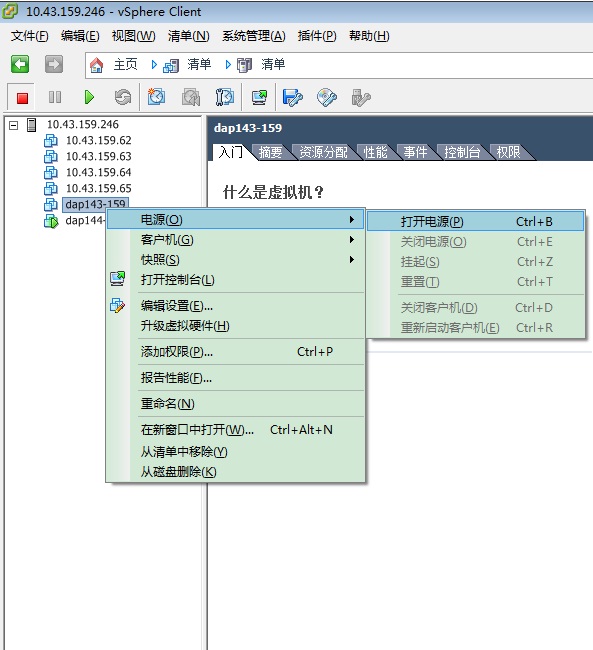 10.43.159.246 - vSphere Client
文件(F) 编辑(E) 视图(W) 清单(N) 系统管理(A) 插件(P) 帮助(H)
主页 清单 清单
10.43.159.246
10.43.159.62
10.43.159.63
10.43.159.64
10.43.159.65
dap143-159
dap144-
dap143-159
入门 摘要 资源分配 性能 事件 控制台 权限
什么是虚拟机？
电源(O)
客户机(G)
快照(S)
打开控制台(L)
编辑设置(E)...
升级虚拟硬件(H)
添加权限(P)... Ctrl+P
报告性能(F)...
重命名(N)
在新窗口中打开(W)... Ctrl+Alt+N
从清单中移除(Y)
从磁盘删除(K)
打开电源(P) Ctrl+B
关闭电源(O) Ctrl+E
挂起(S) Ctrl+Z
重置(T) Ctrl+T
关闭客户机(D) Ctrl+D
重新启动客户机(E) Ctrl+R